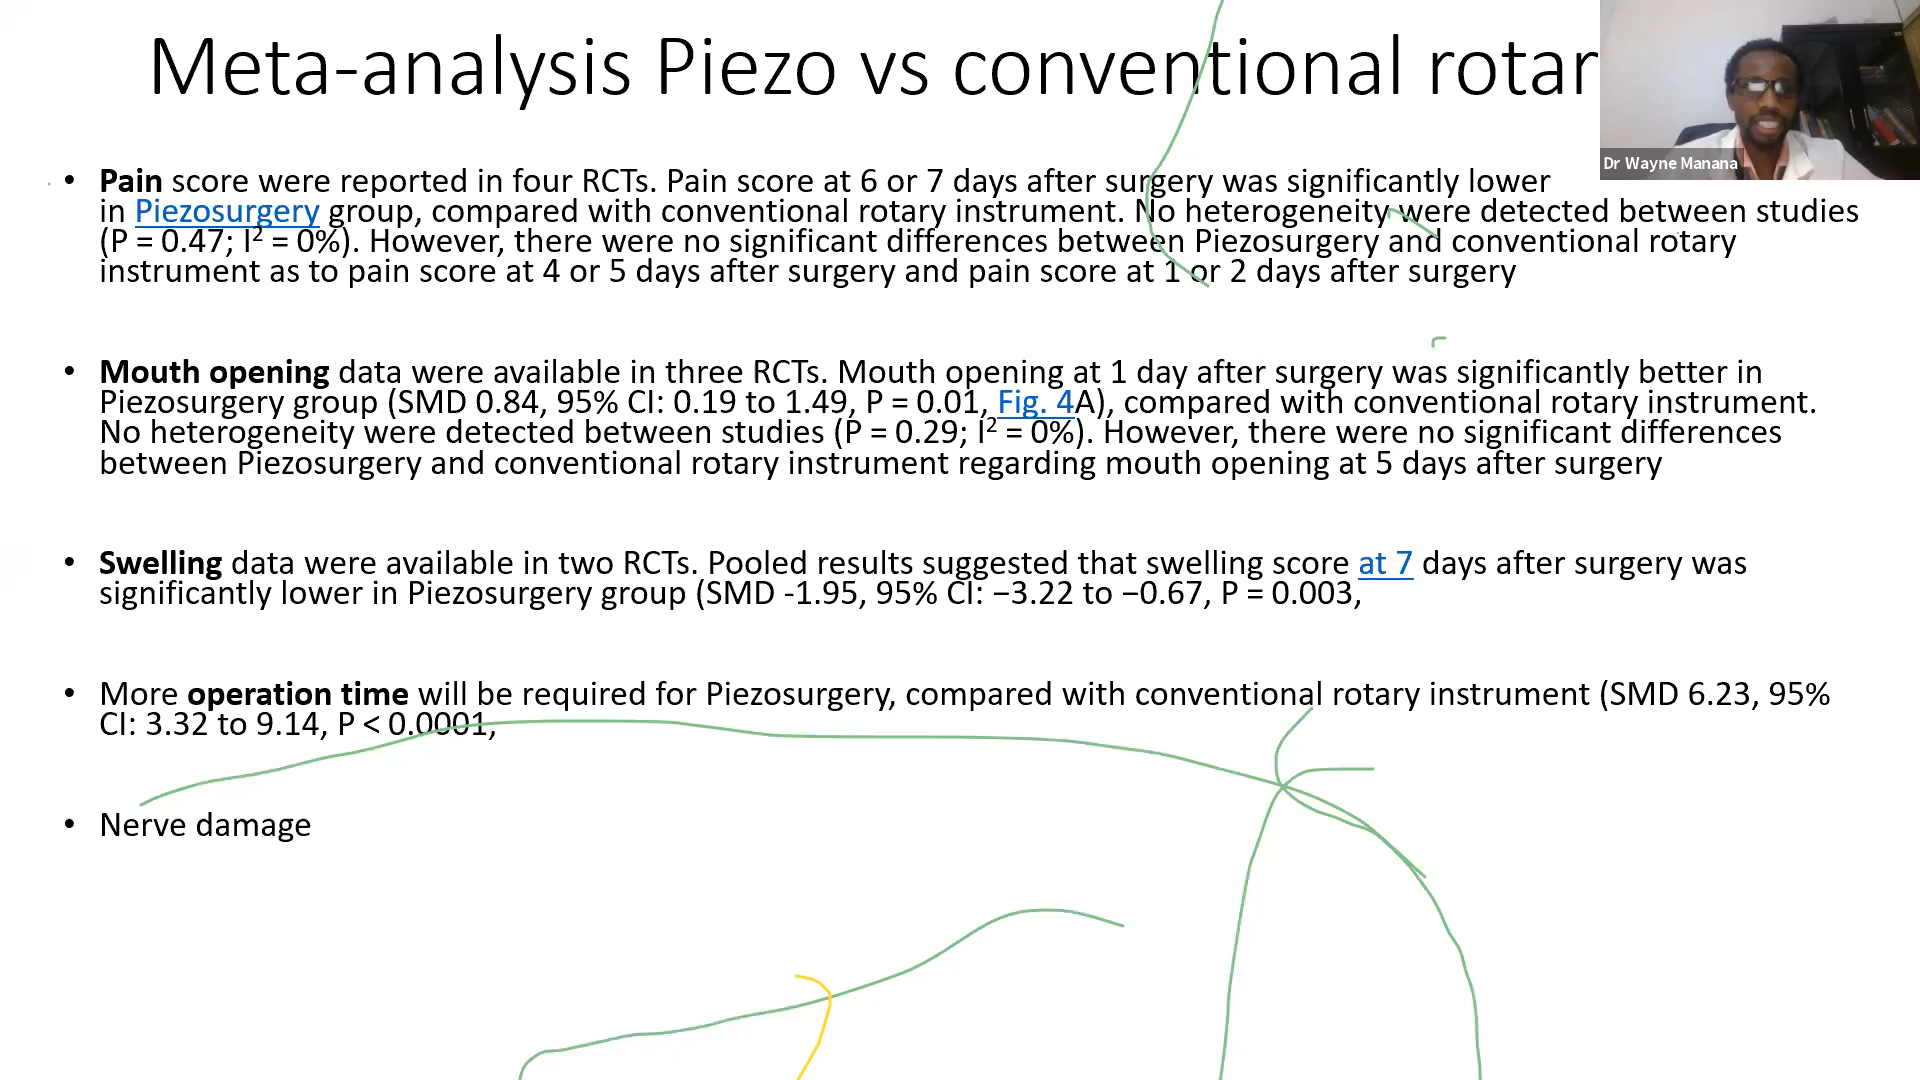 Meta-analysis Piezo vs conventional rotar
Dr Wayne Manana
• Pain score were reported in four RCTs. Pain score at 6 or 7 days after surgery was significantly lower
in Piezosurgery group, compared with conventional rotary instrument. No heterogeneity were detected between studies
(P = 0.47; I² = 0%). However, there were no significant differences between Piezosurgery and conventional rotary
instrument as to pain score at 4 or 5 days after surgery and pain score at 1 or 2 days after surgery
• Mouth opening data were available in three RCTs. Mouth opening at 1 day after surgery was significantly better in
Piezosurgery group (SMD 0.84, 95% CI: 0.19 to 1.49, P = 0.01, Fig. 4A), compared with conventional rotary instrument.
No heterogeneity were detected between studies (P = 0.29; I² = 0%). However, there were no significant differences
between Piezosurgery and conventional rotary instrument regarding mouth opening at 5 days after surgery
• Swelling data were available in two RCTs. Pooled results suggested that swelling score at 7 days after surgery was
significantly lower in Piezosurgery group (SMD -1.95, 95% CI: −3.22 to −0.67, P = 0.003,
• More operation time will be required for Piezosurgery, compared with conventional rotary instrument (SMD 6.23, 95%
CI: 3.32 to 9.14, P < 0.0001,
• Nerve damage